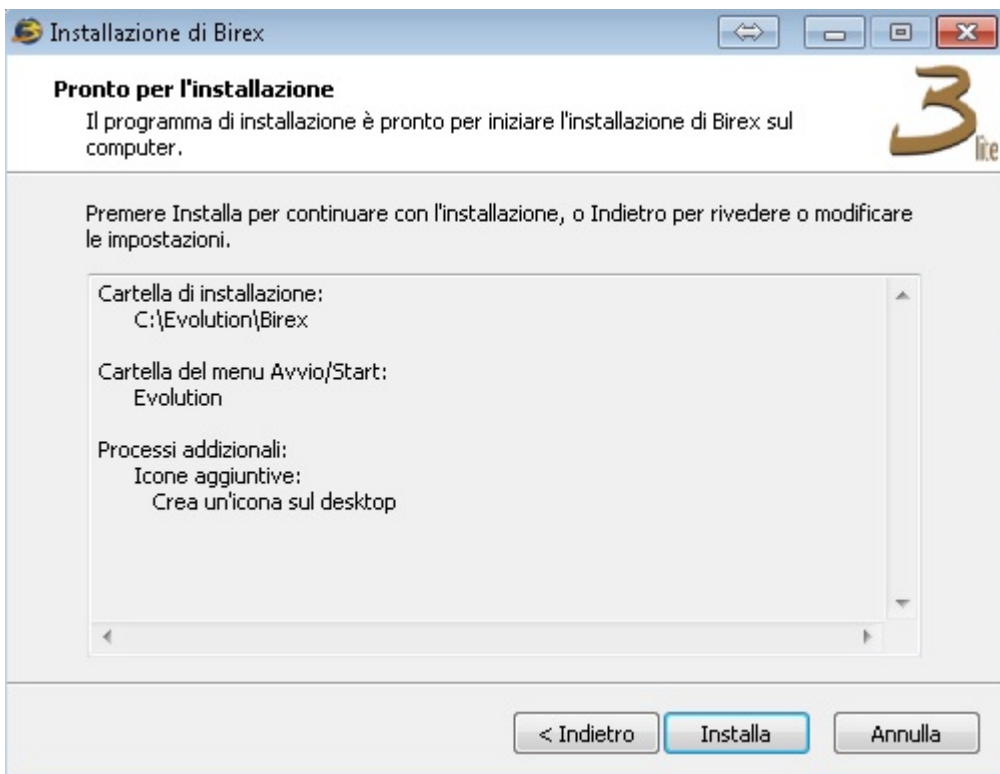 Installazione di Birex
Pronto per l'installazione
Il programma di installazione è pronto per iniziare l'installazione di Birex sul
computer.
3
lite
Premere Installa per continuare con l'installazione, o Indietro per rivedere o modificare
le impostazioni.
Cartella di installazione:
C:\Evolution\Birex
Cartella del menu Avvio/Start:
Evolution
Processi addizionali:
Icone aggiuntive:
Crea un'icona sul desktop
< Indietro
Installa
Annulla